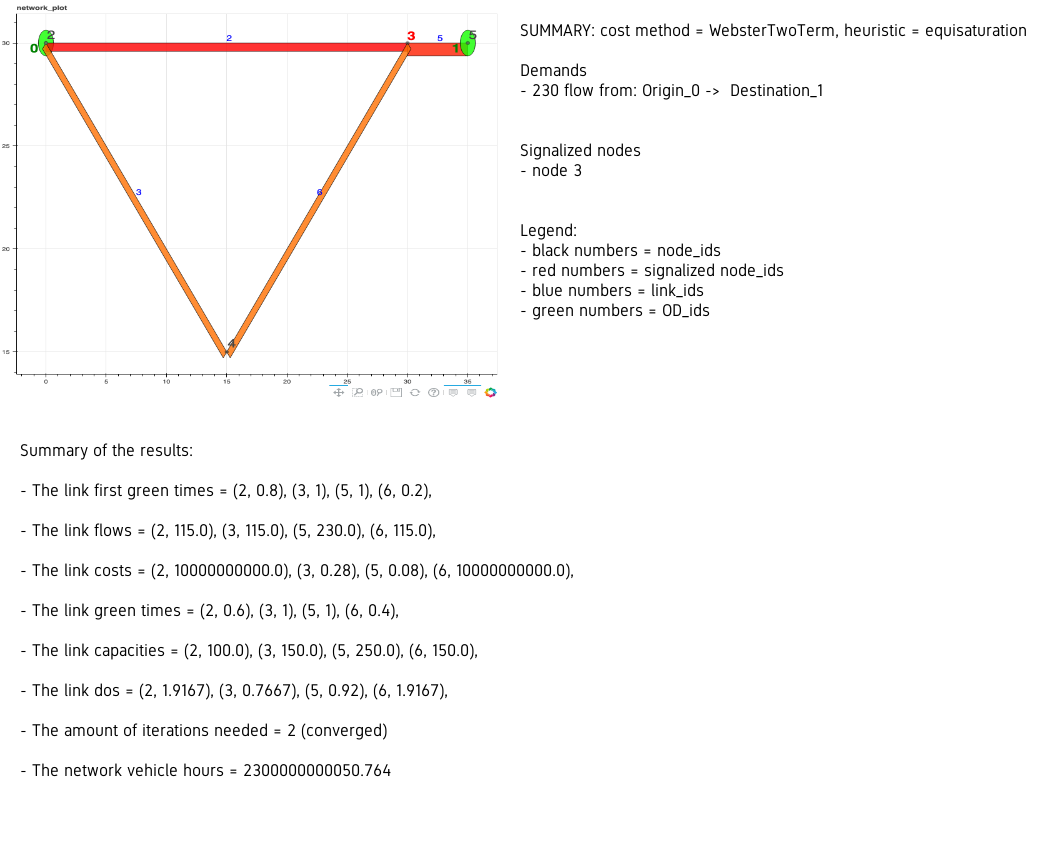 network_plot
2
5
0
2
5
3
1
30
25
20
15
3
6
4
0
5
10
15
20
25
30
35
SUMMARY: cost method = WebsterTwoTerm, heuristic = equisaturation
Demands
- 230 flow from: Origin_0 -> Destination_1
Signalized nodes
- node 3
Legend:
- black numbers = node_ids
- red numbers = signalized node_ids
- blue numbers = link_ids
- green numbers = OD_ids
Summary of the results:
- The link first green times = (2, 0.8), (3, 1), (5, 1), (6, 0.2),
- The link flows = (2, 115.0), (3, 115.0), (5, 230.0), (6, 115.0),
- The link costs = (2, 10000000000.0), (3, 0.28), (5, 0.08), (6, 10000000000.0),
- The link green times = (2, 0.6), (3, 1), (5, 1), (6, 0.4),
- The link capacities = (2, 100.0), (3, 150.0), (5, 250.0), (6, 150.0),
- The link dos = (2, 1.9167), (3, 0.7667), (5, 0.92), (6, 1.9167),
- The amount of iterations needed = 2 (converged)
- The network vehicle hours = 2300000000050.764